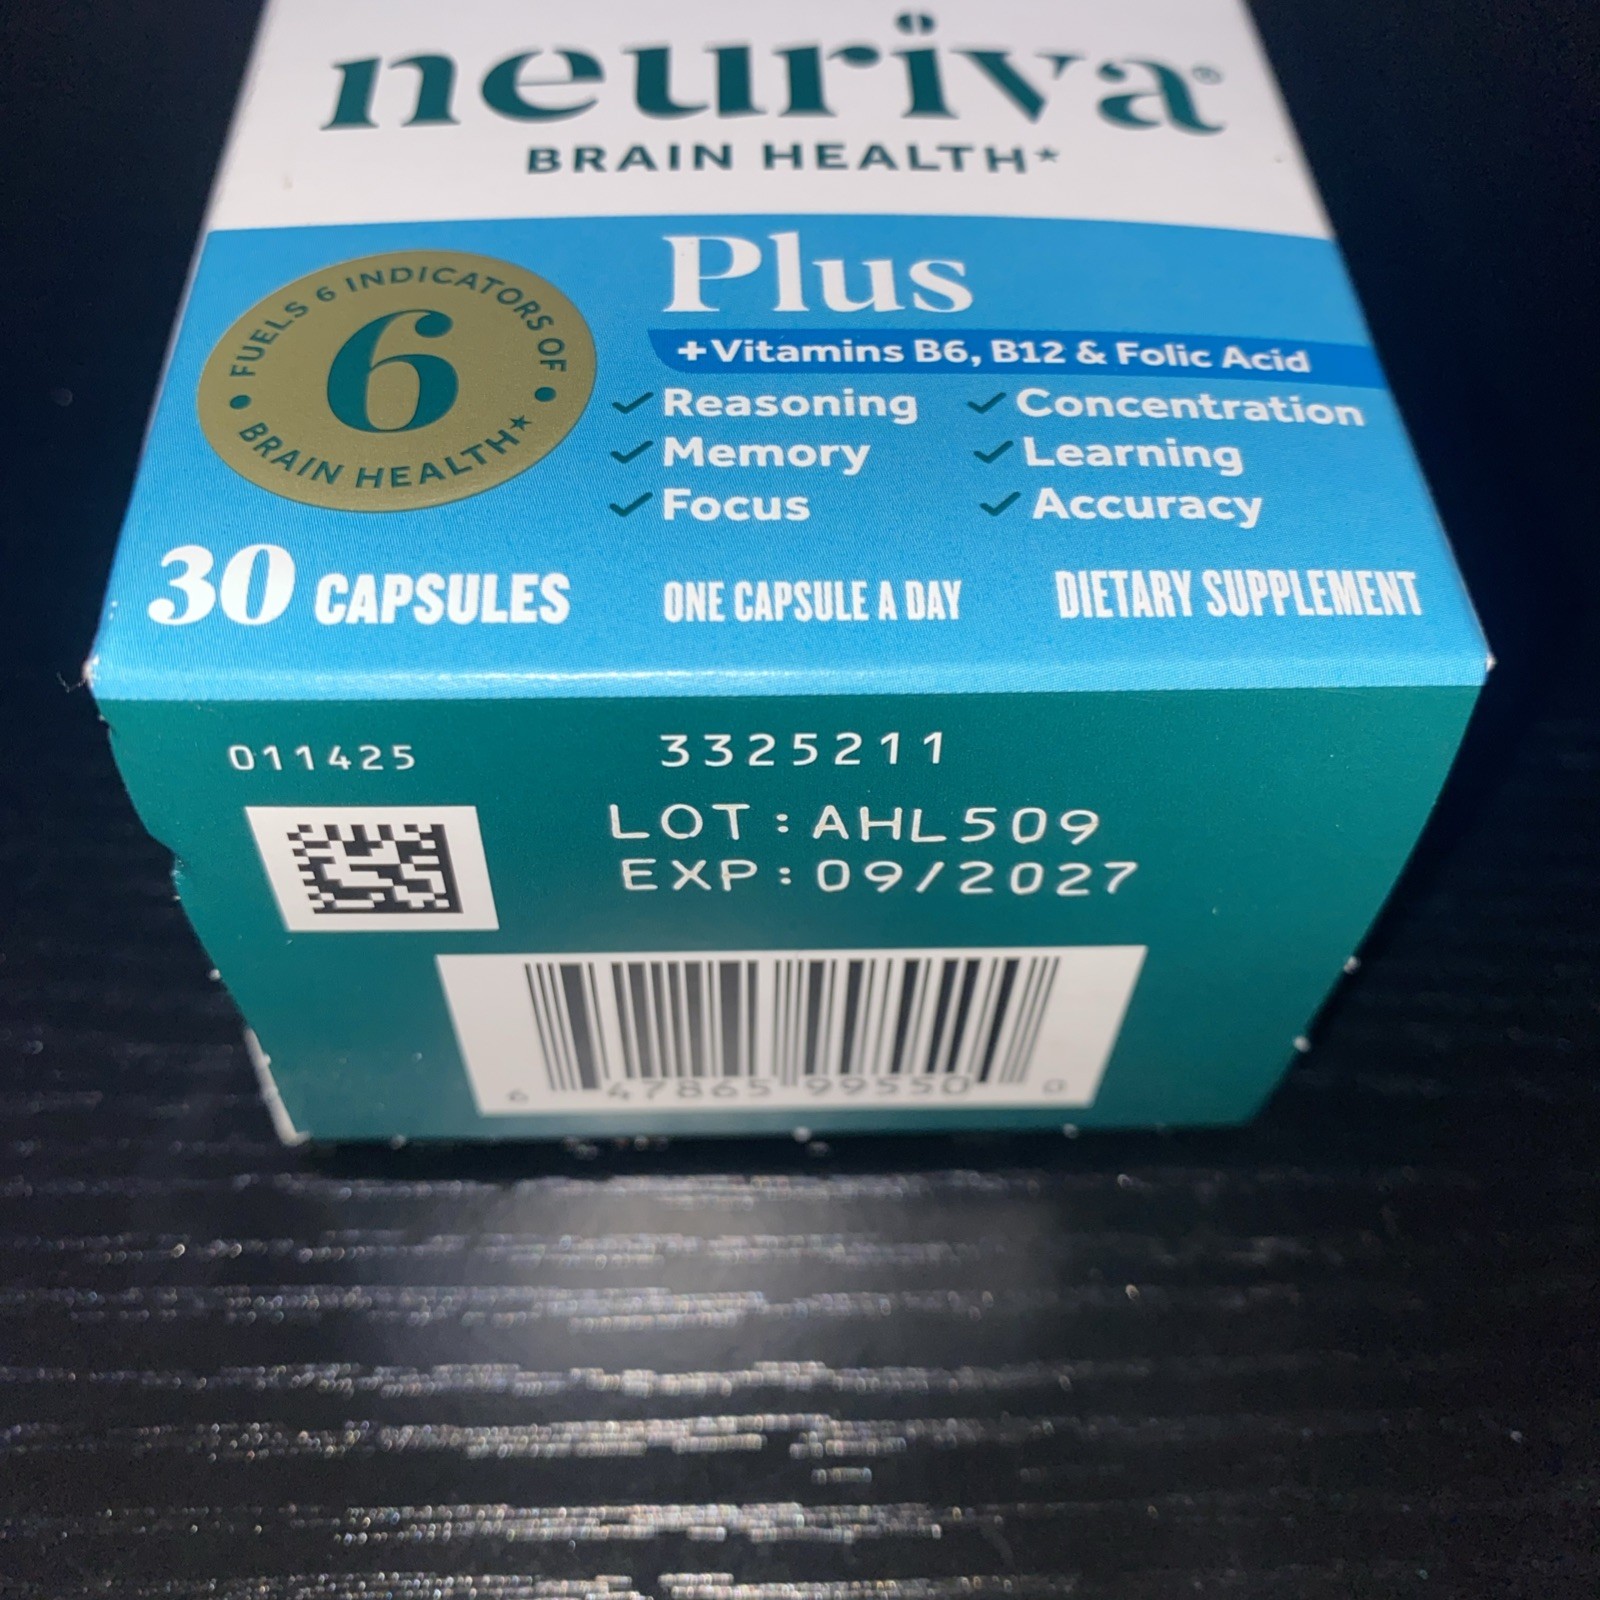 neuriva®
BRAIN HEALTH*
Plus
+Vitamins B6, B12 & Folic Acid
FUELS 6 INDICATORS OF
6
BRAIN HEALTH*
Reasoning
Concentration
Memory
Learning
Focus
Accuracy
30 CAPSULES
ONE CAPSULE A DAY
DIETARY SUPPLEMENT
011425
3325211
LOT:AHL509
EXP:09/2027
6 47865 99550 0